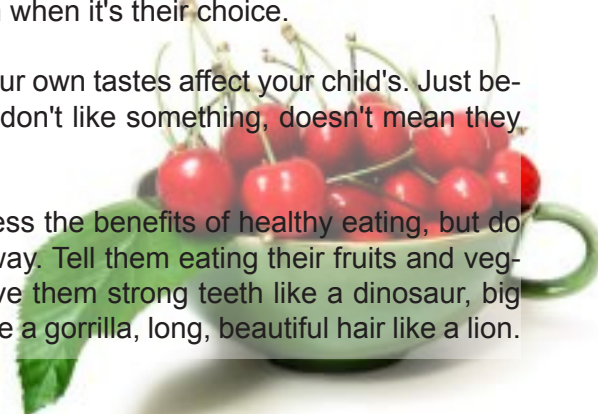 when it's their choice.
ur own tastes affect your child's. Just be-
don't like something, doesn't mean they
ess the benefits of healthy eating, but do
way. Tell them eating their fruits and veg-
ve them strong teeth like a dinosaur, big
e a gorrilla, long, beautiful hair like a lion.